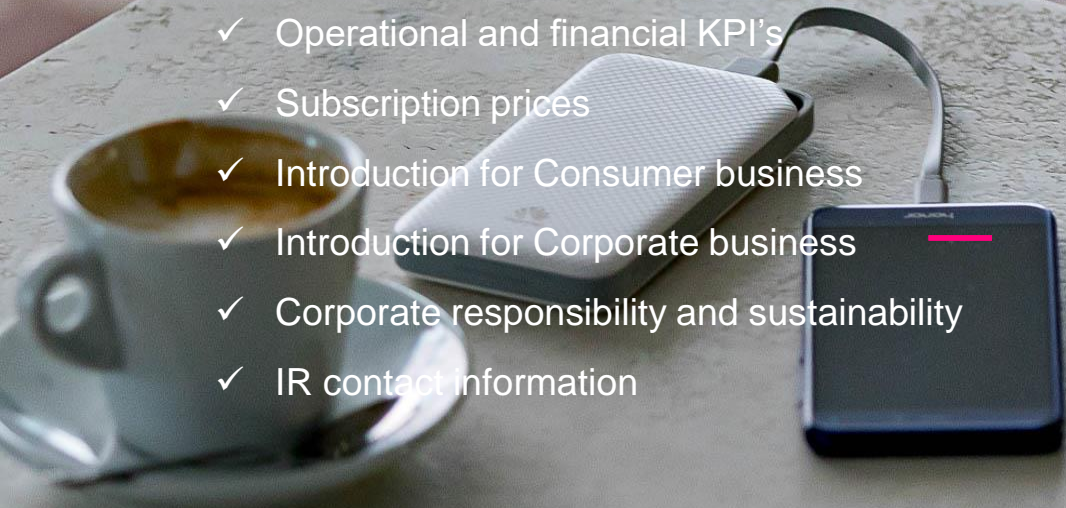 ✓ Operational and financial KPI’s
✓ Subscription prices
✓ Introduction for Consumer business
✓ Introduction for Corporate business
honor
✓ Corporate responsibility and sustainability
✓ IR contact information